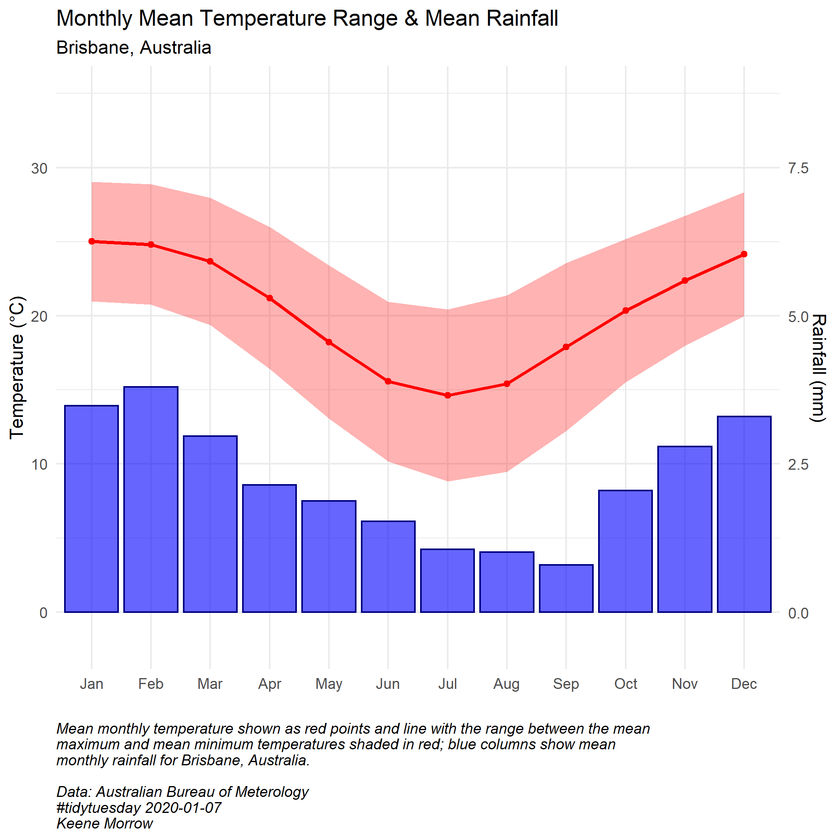 Monthly Mean Temperature Range & Mean Rainfall
Brisbane, Australia
Temperature (°C)
30
20
10
0
Rainfall (mm)
7.5
5.0
2.5
0.0
Jan Feb Mar Apr May Jun Jul Aug Sep Oct Nov Dec
Mean monthly temperature shown as red points and line with the range between the mean
maximum and mean minimum temperatures shaded in red; blue columns show mean
monthly rainfall for Brisbane, Australia.
Data: Australian Bureau of Meterology
#tidytuesday 2020-01-07
Keene Morrow